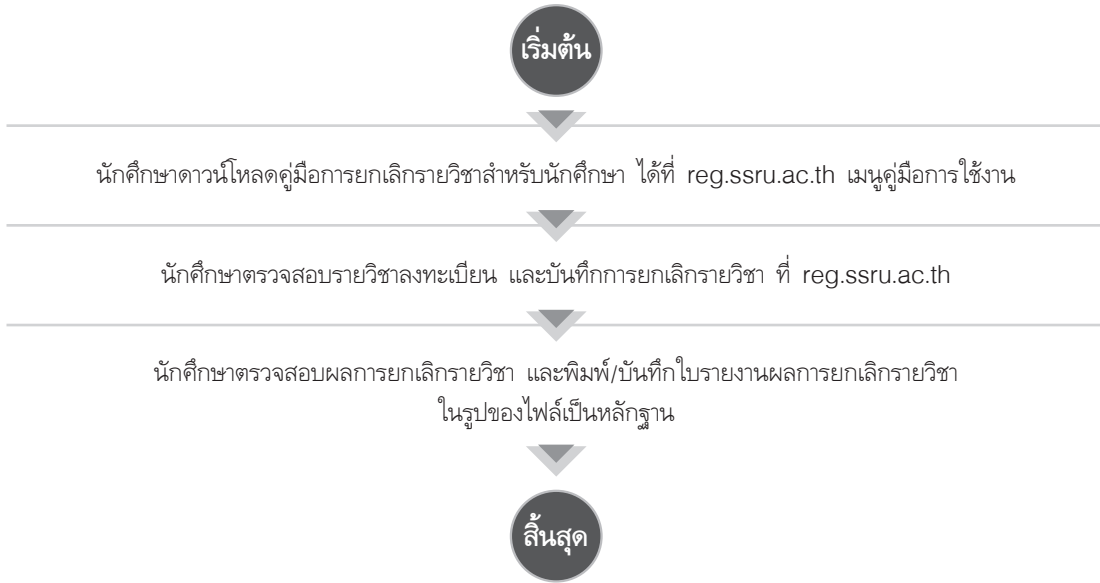 เริ่มต้น
นักศึกษาดาวน์โหลดคู่มือการยกเลิกรายวิชาสำหรับนักศึกษา ได้ที่ reg.ssru.ac.th เมนูคู่มือการใช้งาน
นักศึกษาตรวจสอบรายวิชาลงทะเบียน และบันทึกการยกเลิกรายวิชา ที่ reg.ssru.ac.th
นักศึกษาตรวจสอบผลการยกเลิกรายวิชา และพิมพ์/บันทึกใบรายงานผลการยกเลิกรายวิชา
ในรูปของไฟล์เป็นหลักฐาน
สิ้นสุด